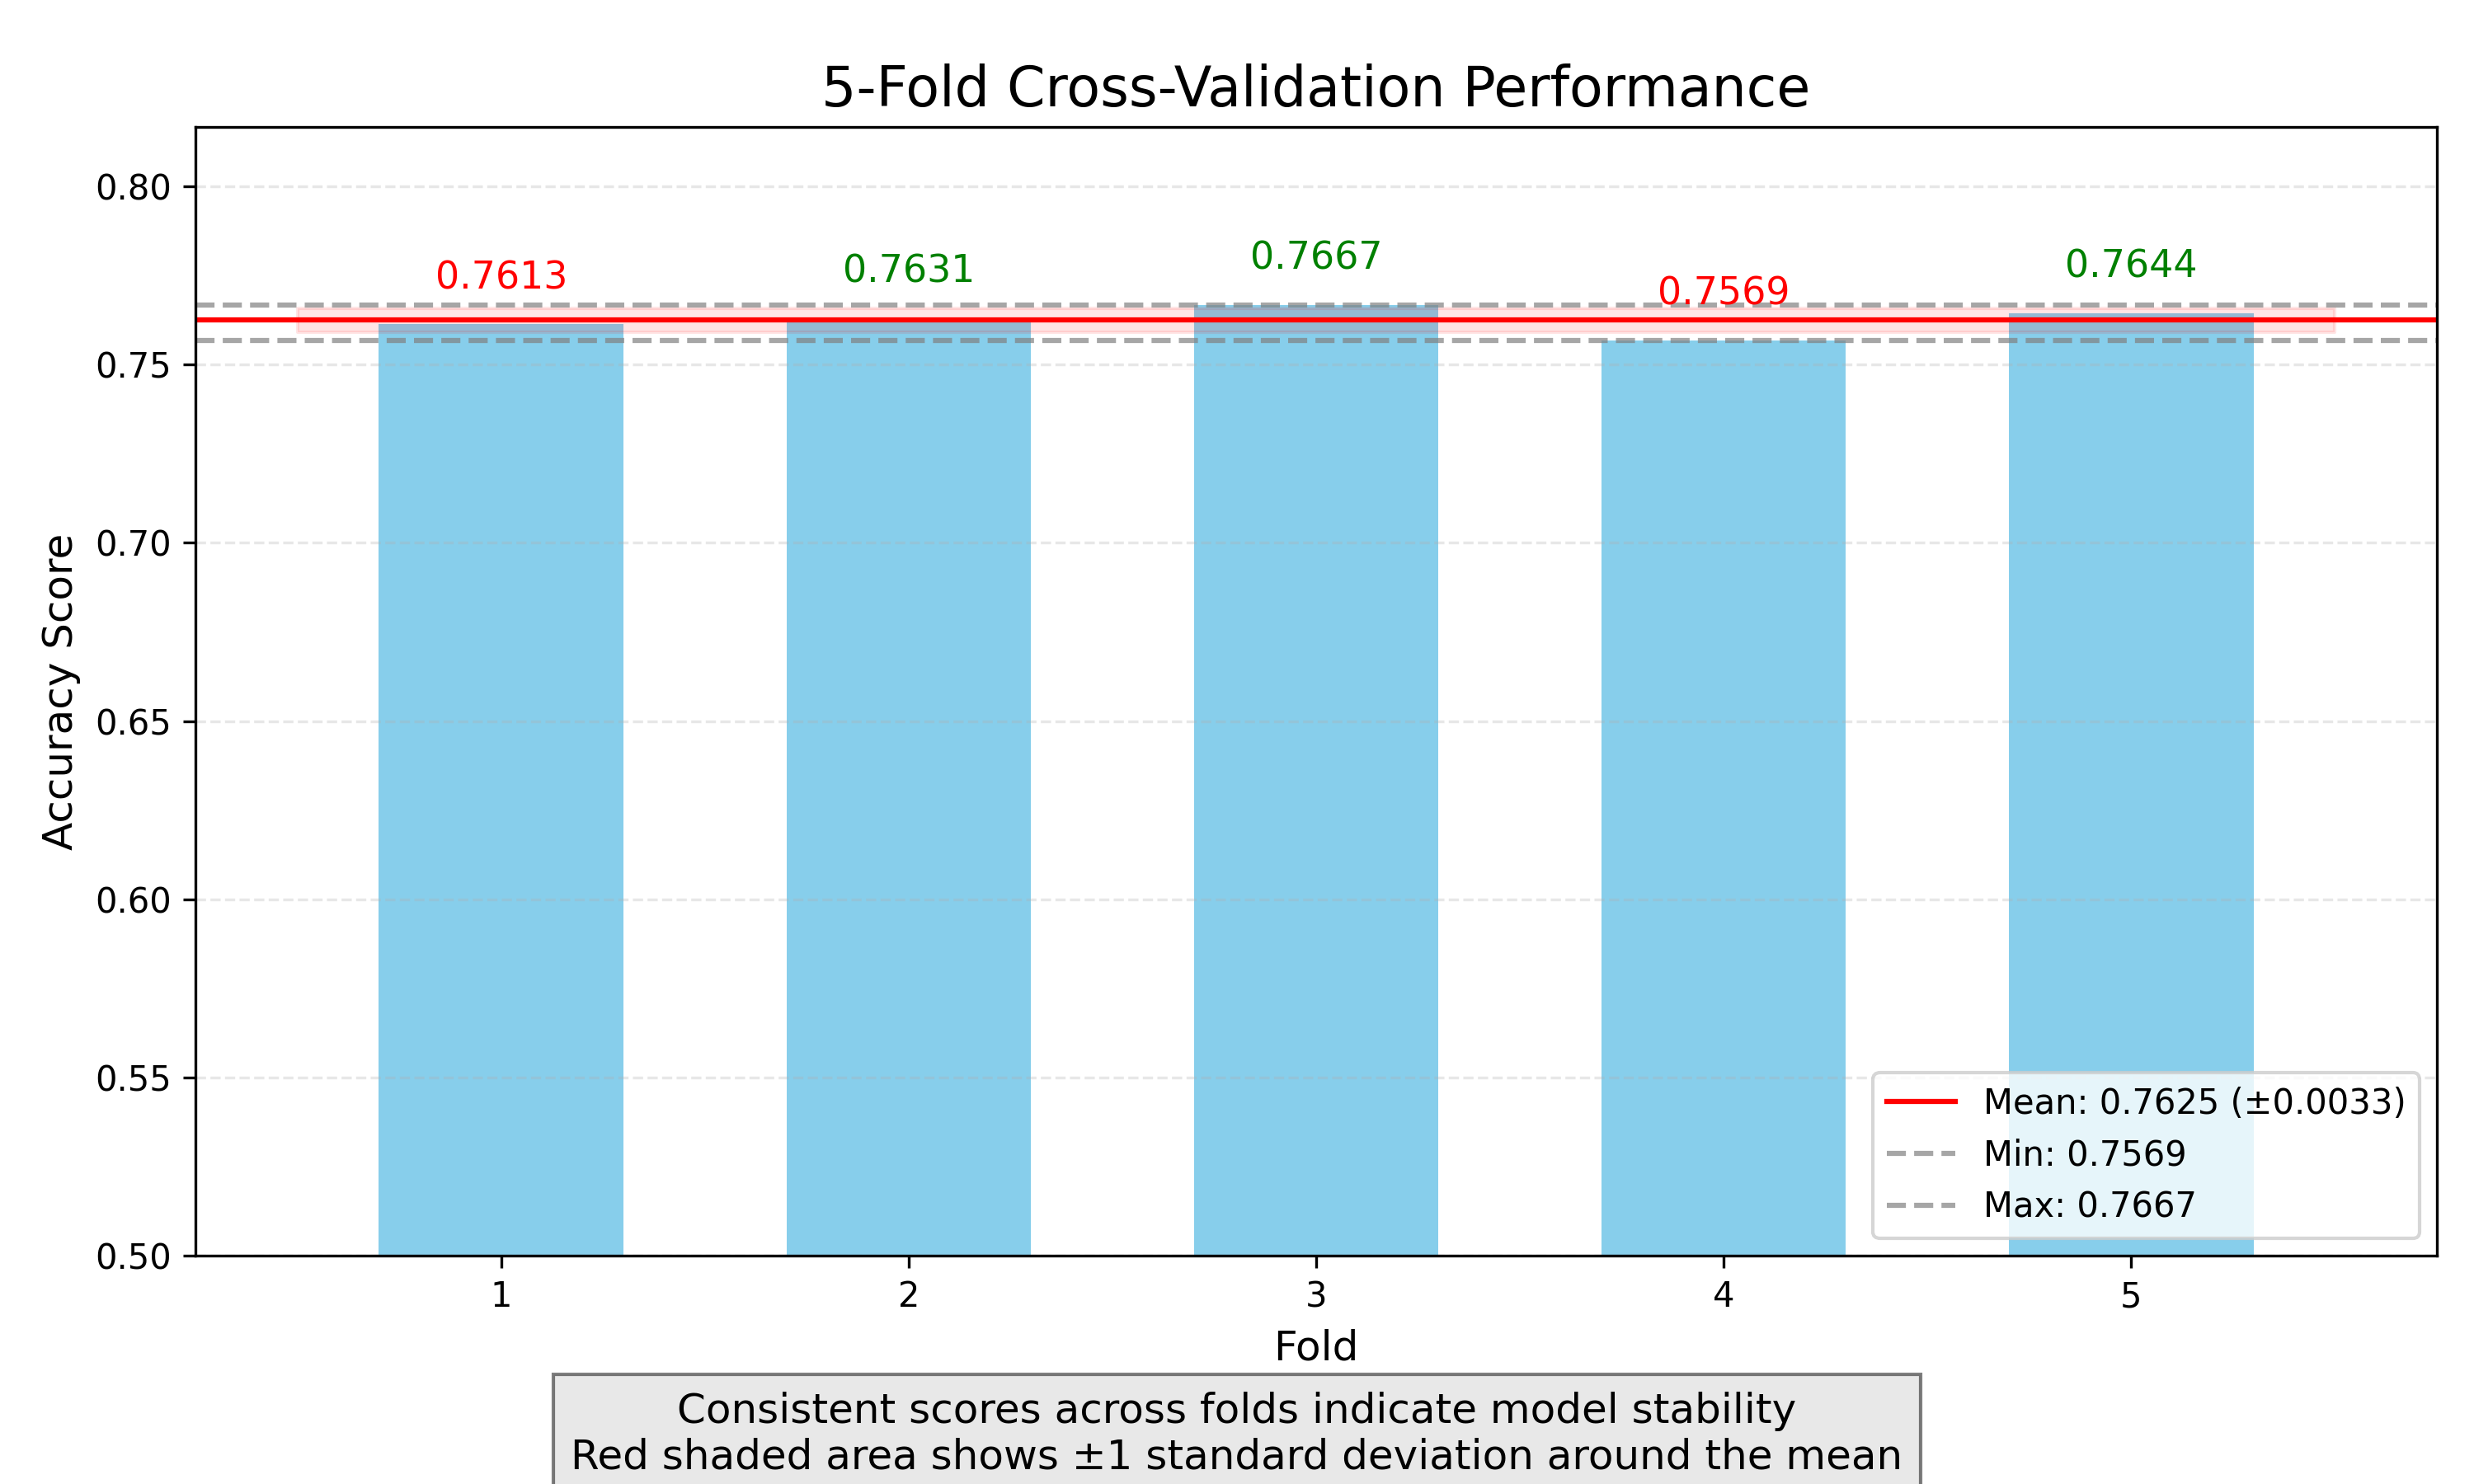 5-Fold Cross-Validation Performance
0.80
0.75
0.70
0.65
0.60
0.55
0.50
Accuracy Score
0.7613
0.7631
0.7667
0.7569
0.7644
Mean: 0.7625 (±0.0033)
Min: 0.7569
Max: 0.7667
1
2
3
4
5
Fold
Consistent scores across folds indicate model stability
Red shaded area shows ±1 standard deviation around the mean